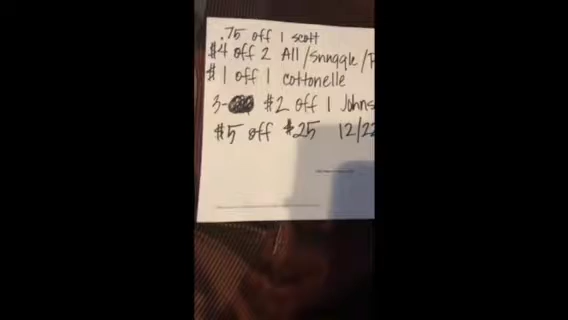 .75 off 1 scott
$4 off 2 All/Snuggle/
$1 off 1 cottonelle
3- $2 off 1 Johns
$5 off $25 12/22